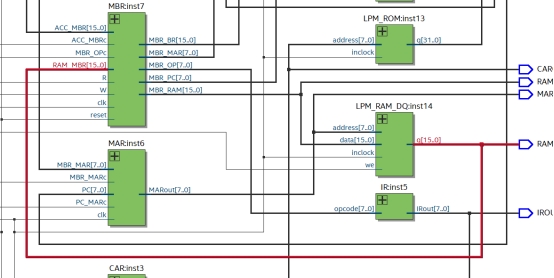 MBR:inst7
ACC_MBR[15..0]
ACC_MBRc
MBR_OPc
RAM_MBR[15..0]
R
W
clk
reset
MBR_BR[15..0]
MBR_MAR[7..0]
MBR_OP[7..0]
MBR_PC[7..0]
MBR_RAM[15..0]
LPM_ROM:inst13
address[7..0]
inclock
q[31..0]
CAR
RAM
MAR
LPM_RAM_DQ:inst14
address[7..0]
data[15..0]
inclock
we
q[15..0]
RAM
MAR:inst6
MBR_MAR[7..0]
MBR_MARc
PC[7..0]
PC_MARc
clk
MARout[7..0]
IR:inst5
opcode[7..0]
IRout[7..0]
IROU
CAR:inst3